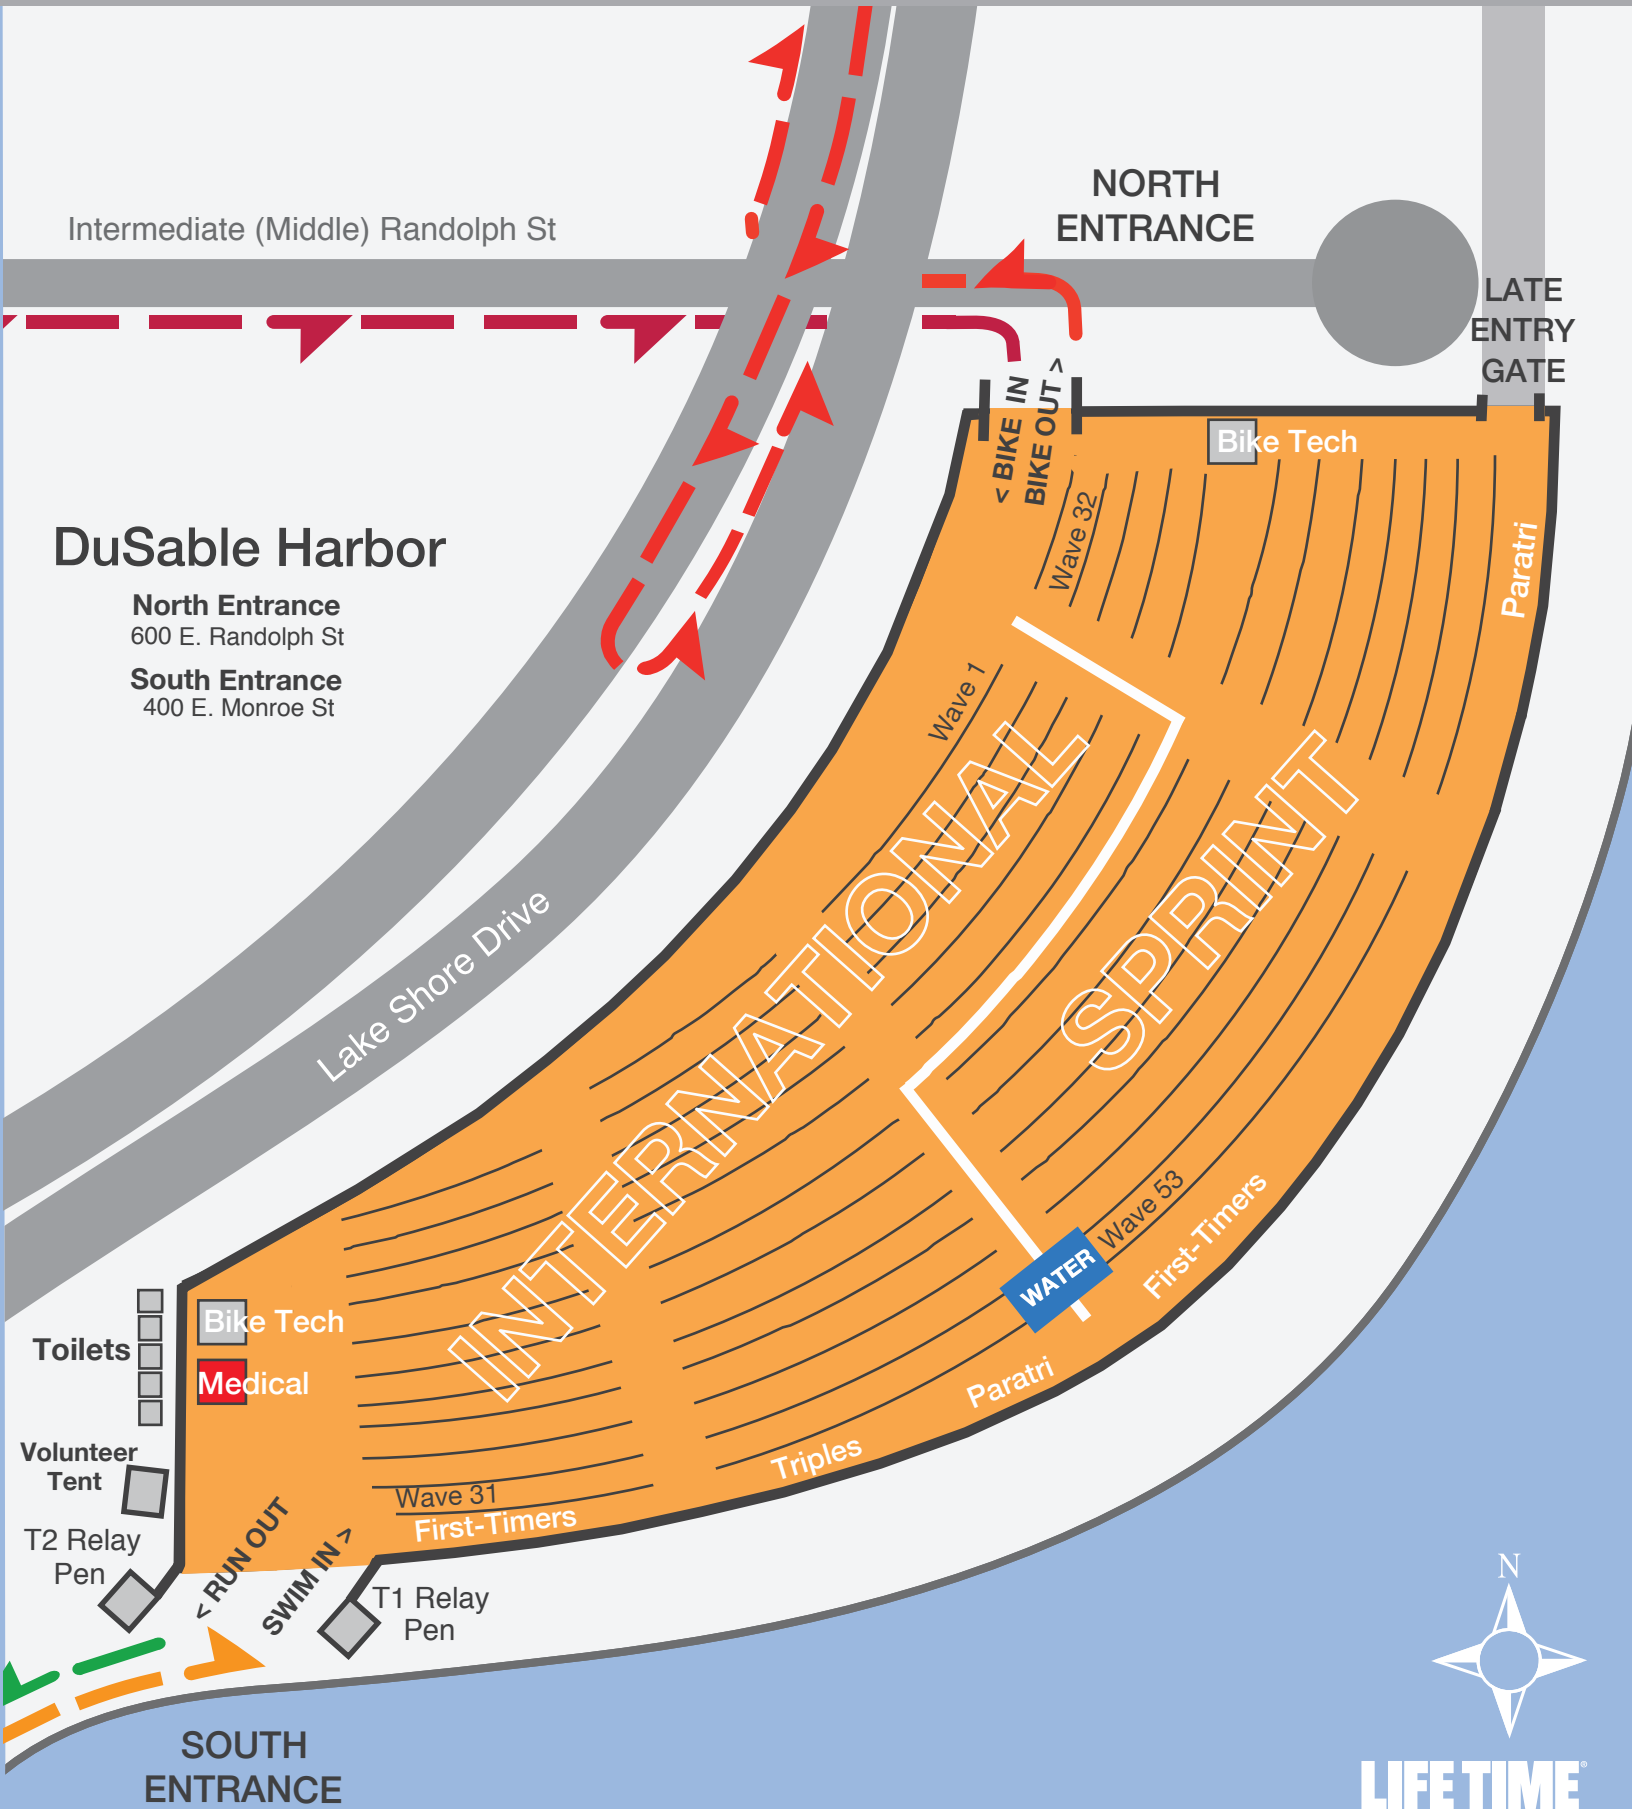 NORTH
ENTRANCE
Intermediate (Middle) Randolph St
LATE
ENTRY
GATE
< BIKE IN
BIKE OUT >
Bike Tech
Wave 32
Paratri
DuSable Harbor
North Entrance
600 E. Randolph St
South Entrance
400 E. Monroe St
Wave 1
INTERNATIONAL
SPRINT
Lake Shore Drive
Wave 53
First-Timers
WATER
Bike Tech
Toilets
Medical
Paratri
Triples
Volunteer
Tent
Wave 31
First-Timers
T2 Relay
Pen
< RUN OUT
SWIM IN >
T1 Relay
Pen
N
SOUTH
ENTRANCE
LIFE TIME®